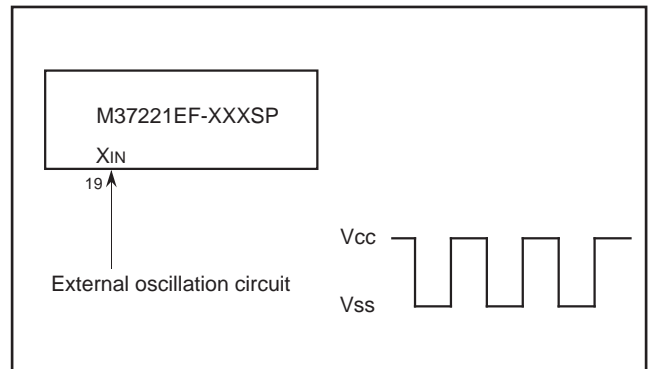 M37221EF-XXXSP
XIN
19
External oscillation circuit
Vcc
Vss